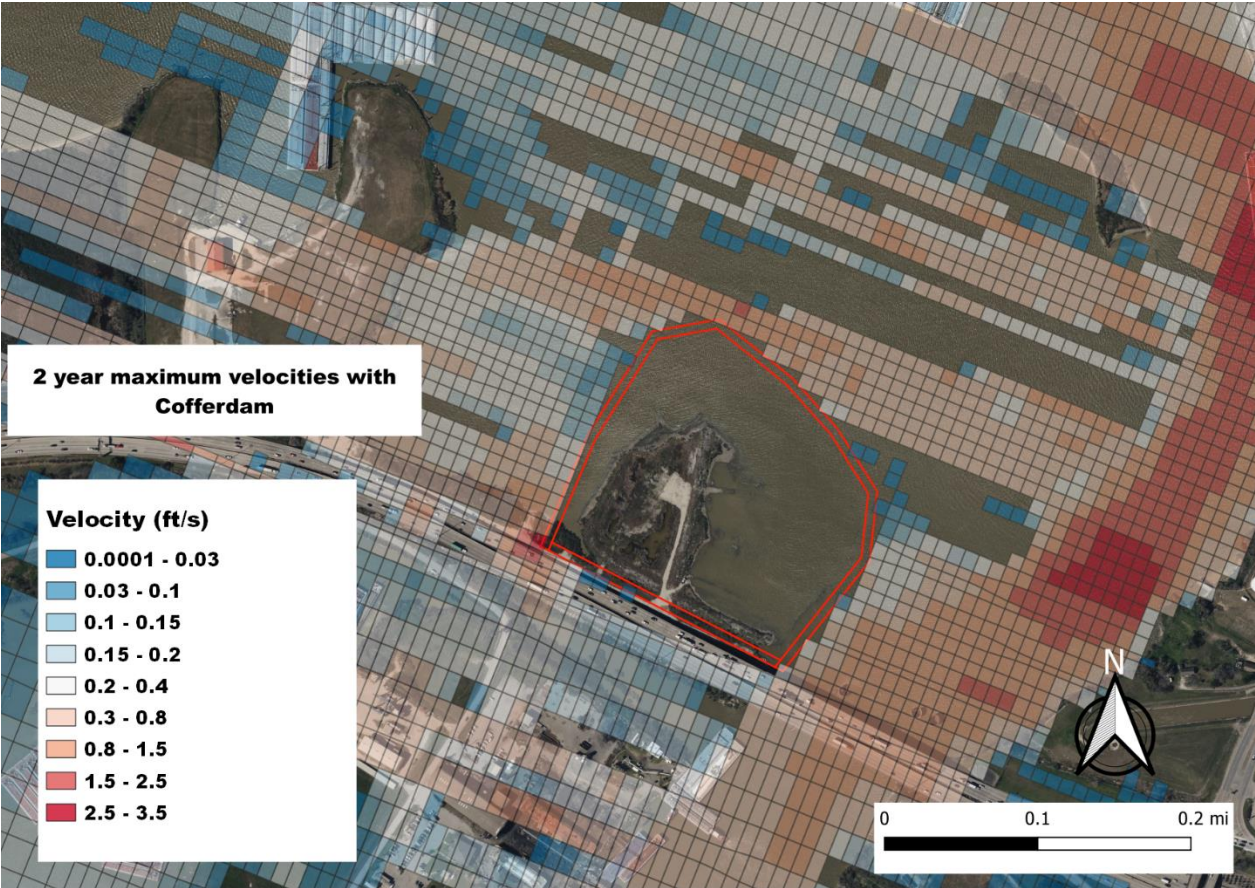 2 year maximum velocities with
Cofferdam
Velocity (ft/s)
0.0001 - 0.03
0.03 - 0.1
0.1 - 0.15
0.15 - 0.2
0.2 - 0.4
0.3 - 0.8
0.8 - 1.5
1.5 - 2.5
2.5 - 3.5
N
0 0.1 0.2 mi